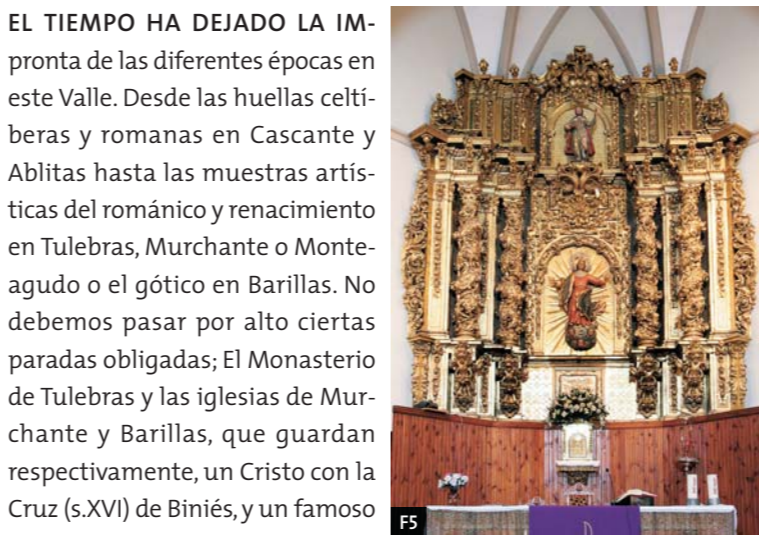 EL TIEMPO HA DEJADO LA IM-
pronta de las diferentes épocas en
este Valle. Desde las huellas celtí-
beras y romanas en Cascante y
Ablitas hasta las muestras artís-
ticas del románico y renacimiento
en Tulebras, Murchante o Monte-
agudo o el gótico en Barillas. No
debemos pasar por alto ciertas
paradas obligadas; El Monasterio
de Tulebras y las iglesias de Mur-
chante y Barillas, que guardan
respectivamente, un Cristo con la
Cruz (s.XVI) de Biniés, y un famoso
F5